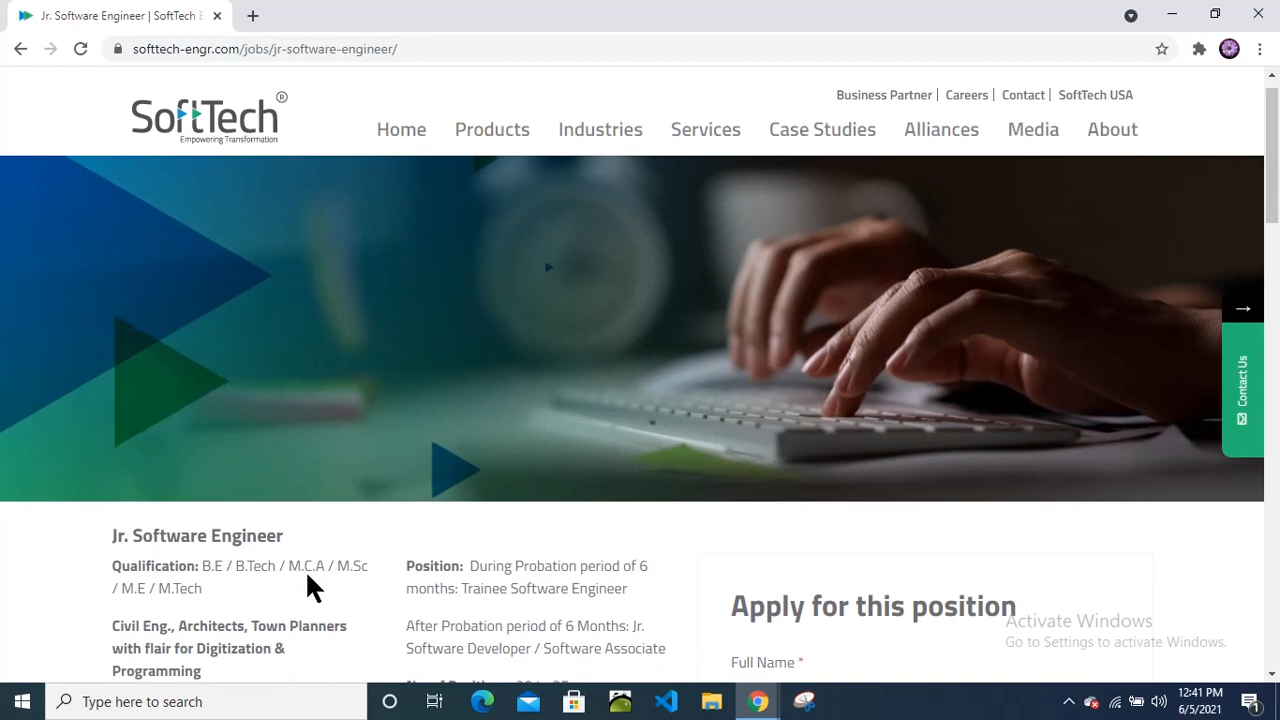 Jr. Software Engineer | SoftTech E
softtech-engr.com/jobs/jr-software-engineer/
Business Partner | Careers | Contact | SoftTech USA
SoftTech®
Empowering Transformation
Home Products Industries Services Case Studies Alliances Media About
Contact Us
Jr. Software Engineer
Qualification: B.E / B.Tech / M.C.A / M.Sc
/ M.E / M.Tech
Civil Eng., Architects, Town Planners
with flair for Digitization &
Programming
Position: During Probation period of 6
months: Trainee Software Engineer
After Probation period of 6 Months: Jr.
Software Developer / Software Associate
Apply for this position
Full Name *
Activate Windows
Go to Settings to activate Windows.
Type here to search
12:41 PM
6/5/2021
1